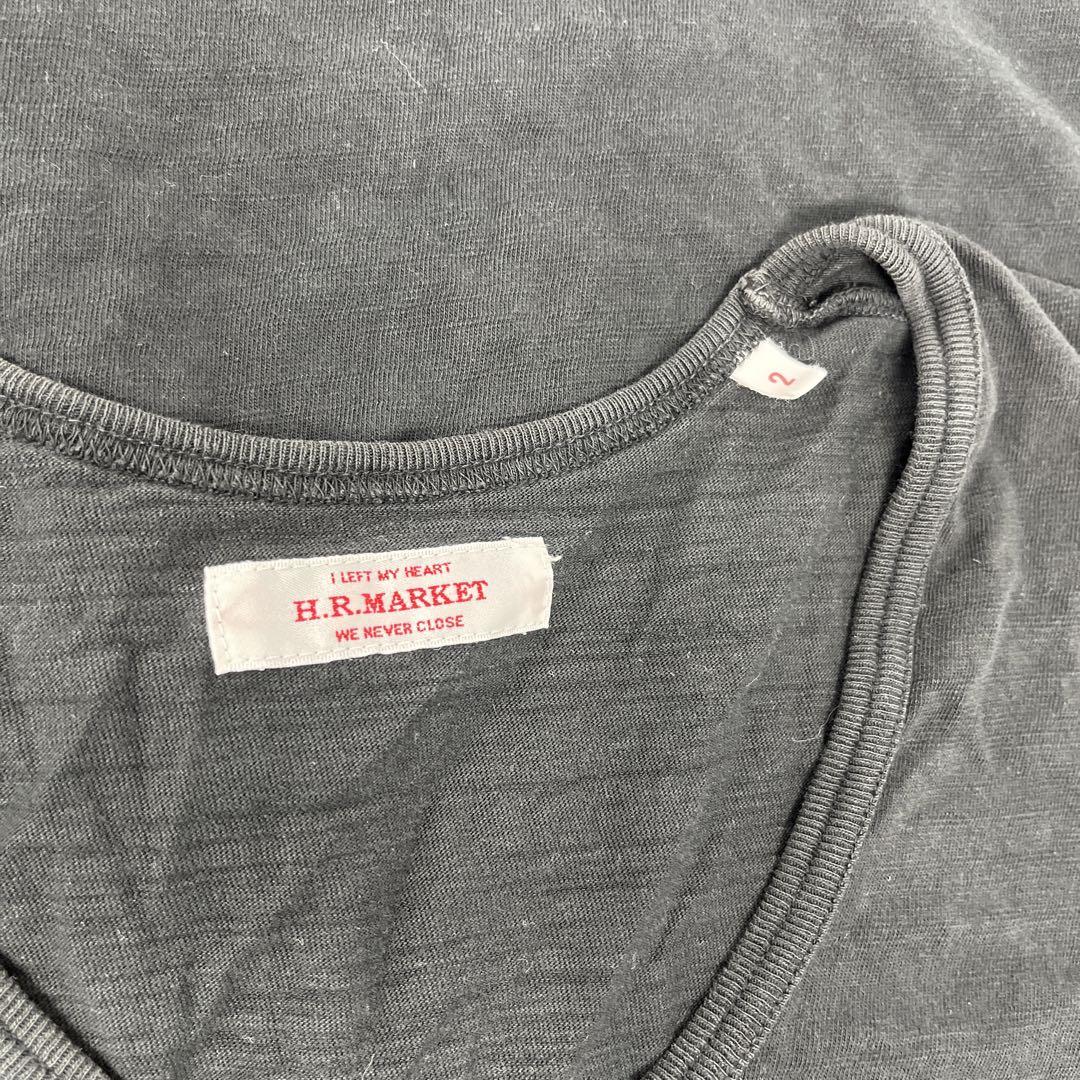 I LEFT MY HEART
H.R.MARKET
WE NEVER CLOSE
2